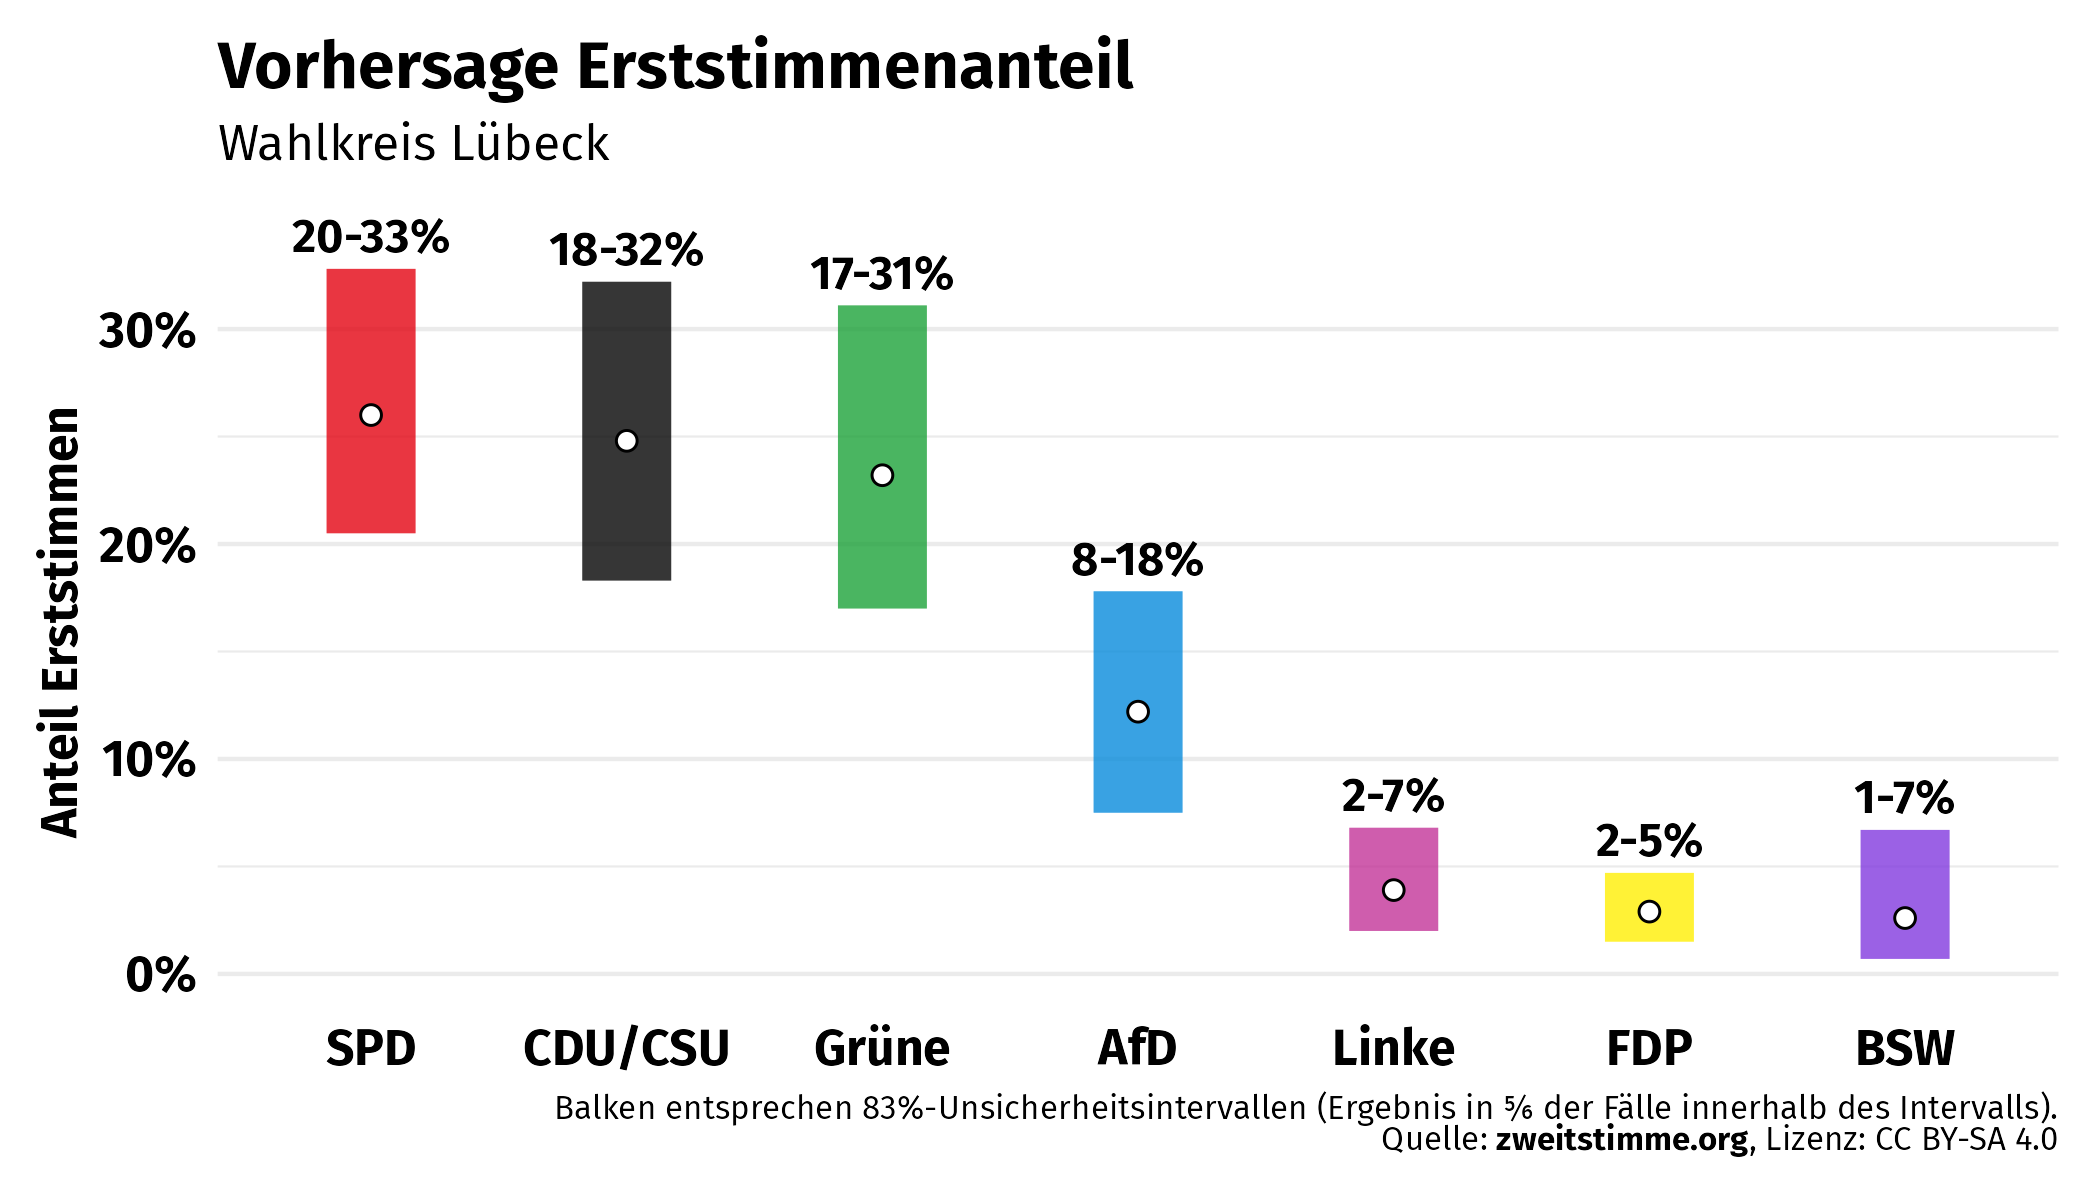 Vorhersage Erststimmenanteil
Wahlkreis Lübeck
20-33%
18-32%
17-31%
8-18%
2-7%
2-5%
1-7%
30%
20%
10%
0%
Anteil Erststimmen
SPD
CDU/CSU
Grüne
AfD
Linke
FDP
BSW
Balken entsprechen 83%-Unsicherheitsintervallen (Ergebnis in ⅚ der Fälle innerhalb des Intervalls).
Quelle: zweitstimme.org, Lizenz: CC BY-SA 4.0